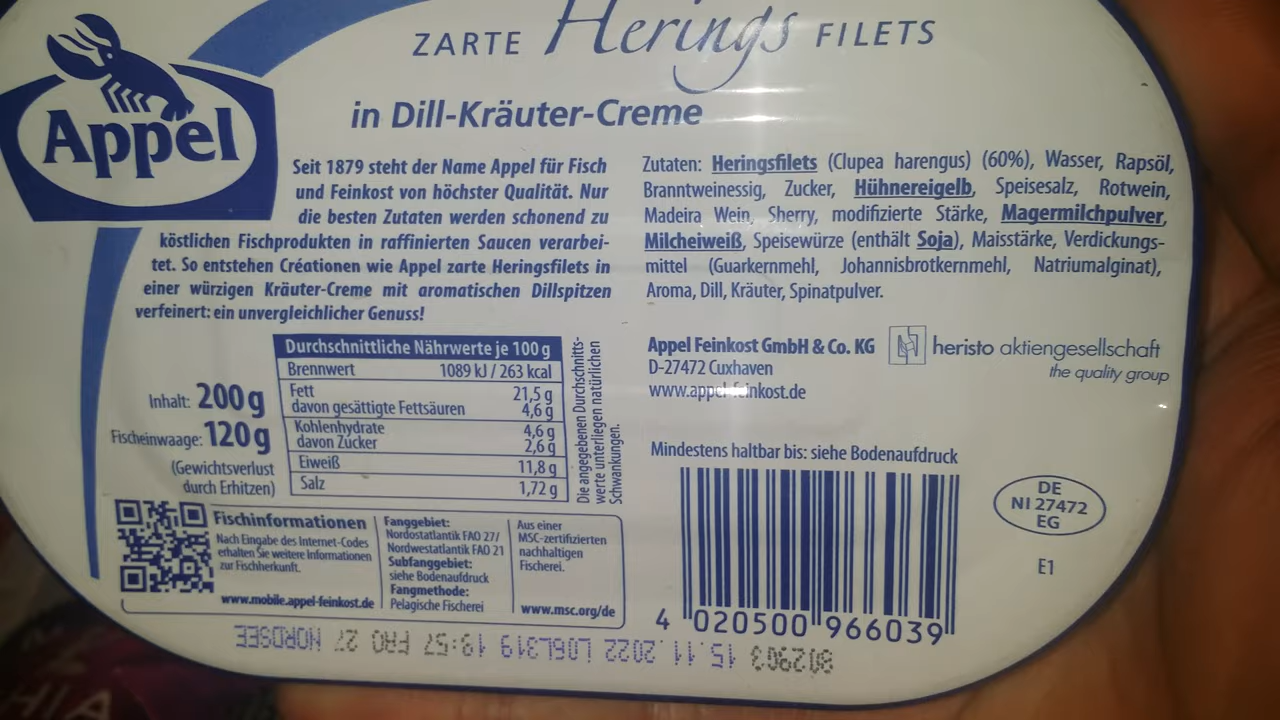 ZARTE Herings FILETS
in Dill-Kräuter-Creme
Appel
Seit 1879 steht der Name Appel für Fisch
und Feinkost von höchster Qualität. Nur
die besten Zutaten werden schonend zu
köstlichen Fischprodukten in raffinierten Saucen verarbei-
tet. So entstehen Créationen wie Appel zarte Heringsfilets in
einer würzigen Kräuter-Creme mit aromatischen Dillspitzen
verfeinert: ein unvergleichlicher Genuss!
Zutaten: Heringsfilets (Clupea harengus) (60%), Wasser, Rapsöl,
Branntweinessig, Zucker, Hühnereigelb, Speisesalz, Rotwein,
Madeira Wein, Sherry, modifizierte Stärke, Magermilchpulver,
Milcheiweiß, Speisewürze (enthält Soja), Maisstärke, Verdickungs-
mittel (Guarkernmehl, Johannisbrotkernmehl, Natriumalginat),
Aroma, Dill, Kräuter, Spinatpulver.
Inhalt: 200g
Fischeinwaage: 120g
(Gewichtsverlust
durch Erhitzen)
Durchschnittliche Nährwerte je 100 g
Brennwert 1089 kJ / 263 kcal
Fett 21,5 g
davon gesättigte Fettsäuren 4,6 g
Kohlenhydrate 4,6 g
davon Zucker 2,6 g
Eiweiß 11,8 g
Salz 1,72 g
Die angegebenen Durchschnitts-
werte unterliegen natürlichen
Schwankungen.
Appel Feinkost GmbH & Co. KG
D-27472 Cuxhaven
www.appel-feinkost.de
heristo aktiengesellschaft
the quality group
Mindestens haltbar bis: siehe Bodenaufdruck
DE
NI 27472
EG
E1
Fischinformationen
Nach Eingabe des Internet-Codes
erhalten Sie weitere Informationen
zur Fischherkunft.
www.mobile.appel-feinkost.de
Fanggebiet:
Nordostatlantik FAO 27/
Nordwestatlantik FAO 21
Subfanggebiet:
siehe Bodenaufdruck
Fangmethode:
Pelagische Fischerei
Aus einer
MSC-zertifizierten
nachhaltigen
Fischerei.
www.msc.org/de
4 020500 966039
802903 15.11.2022 L06L319 19:57 FAO 27 NORDSEE
HIA